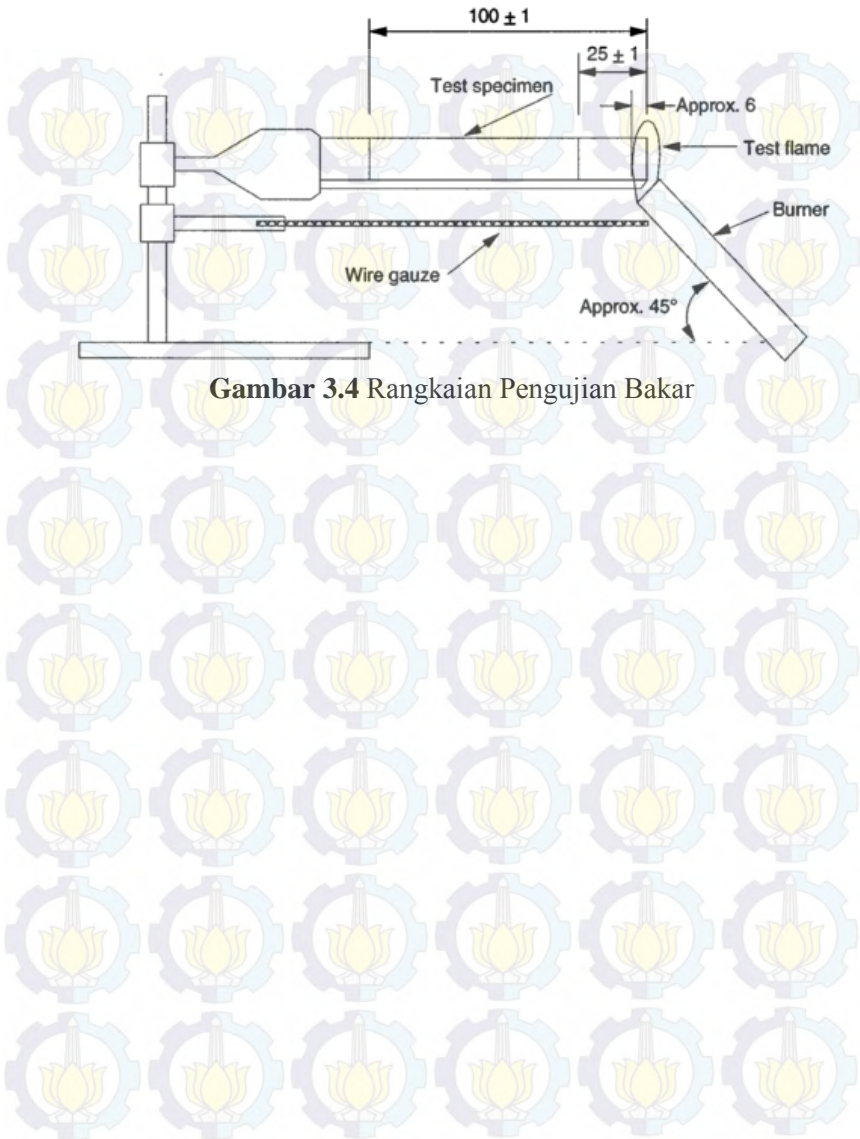 100 ± 1
25 ± 1
Test specimen
Approx. 6
Test flame
Burner
Wire gauze
Approx. 45°
Gambar 3.4 Rangkaian Pengujian Bakar